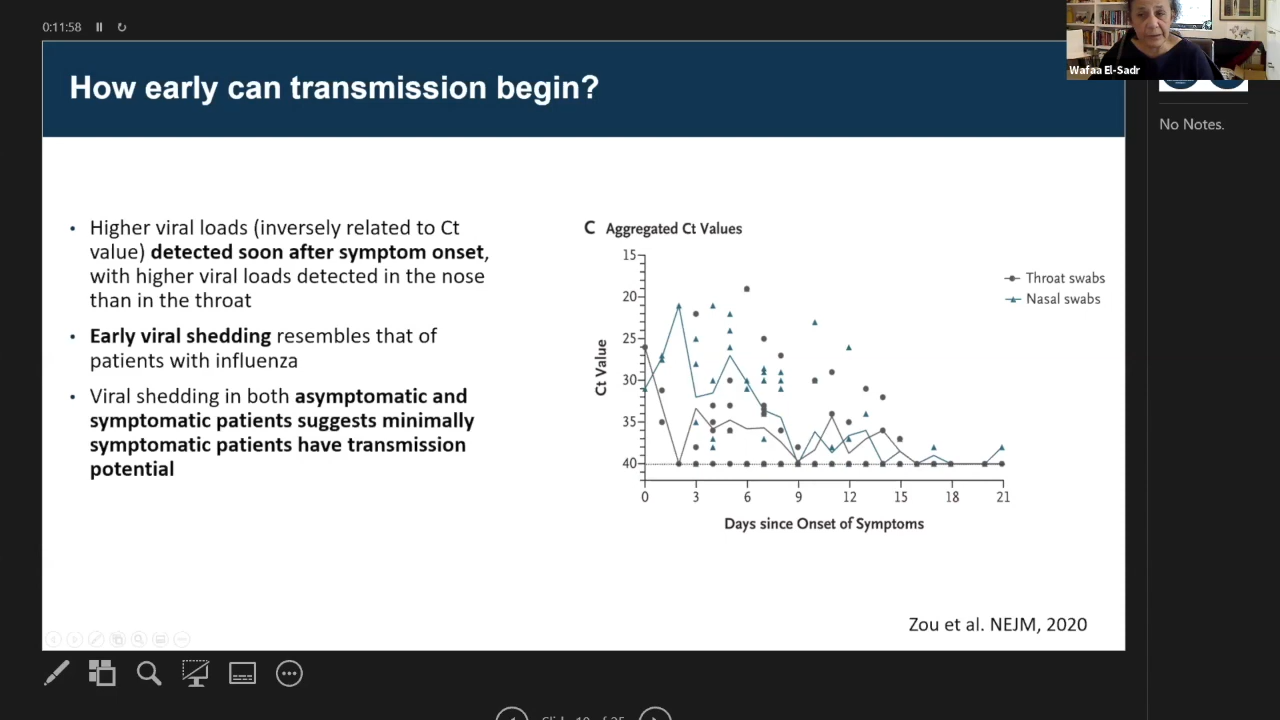 0:11:58
Wafaa El-Sadr
How early can transmission begin?
No Notes.
• Higher viral loads (inversely related to Ct
value) detected soon after symptom onset,
with higher viral loads detected in the nose
than in the throat
• Early viral shedding resembles that of
patients with influenza
• Viral shedding in both asymptomatic and
symptomatic patients suggests minimally
symptomatic patients have transmission
potential
C Aggregated Ct Values
Throat swabs
Nasal swabs
Ct Value
15
20
25
30
35
40
0 3 6 9 12 15 18 21
Days since Onset of Symptoms
Zou et al. NEJM, 2020